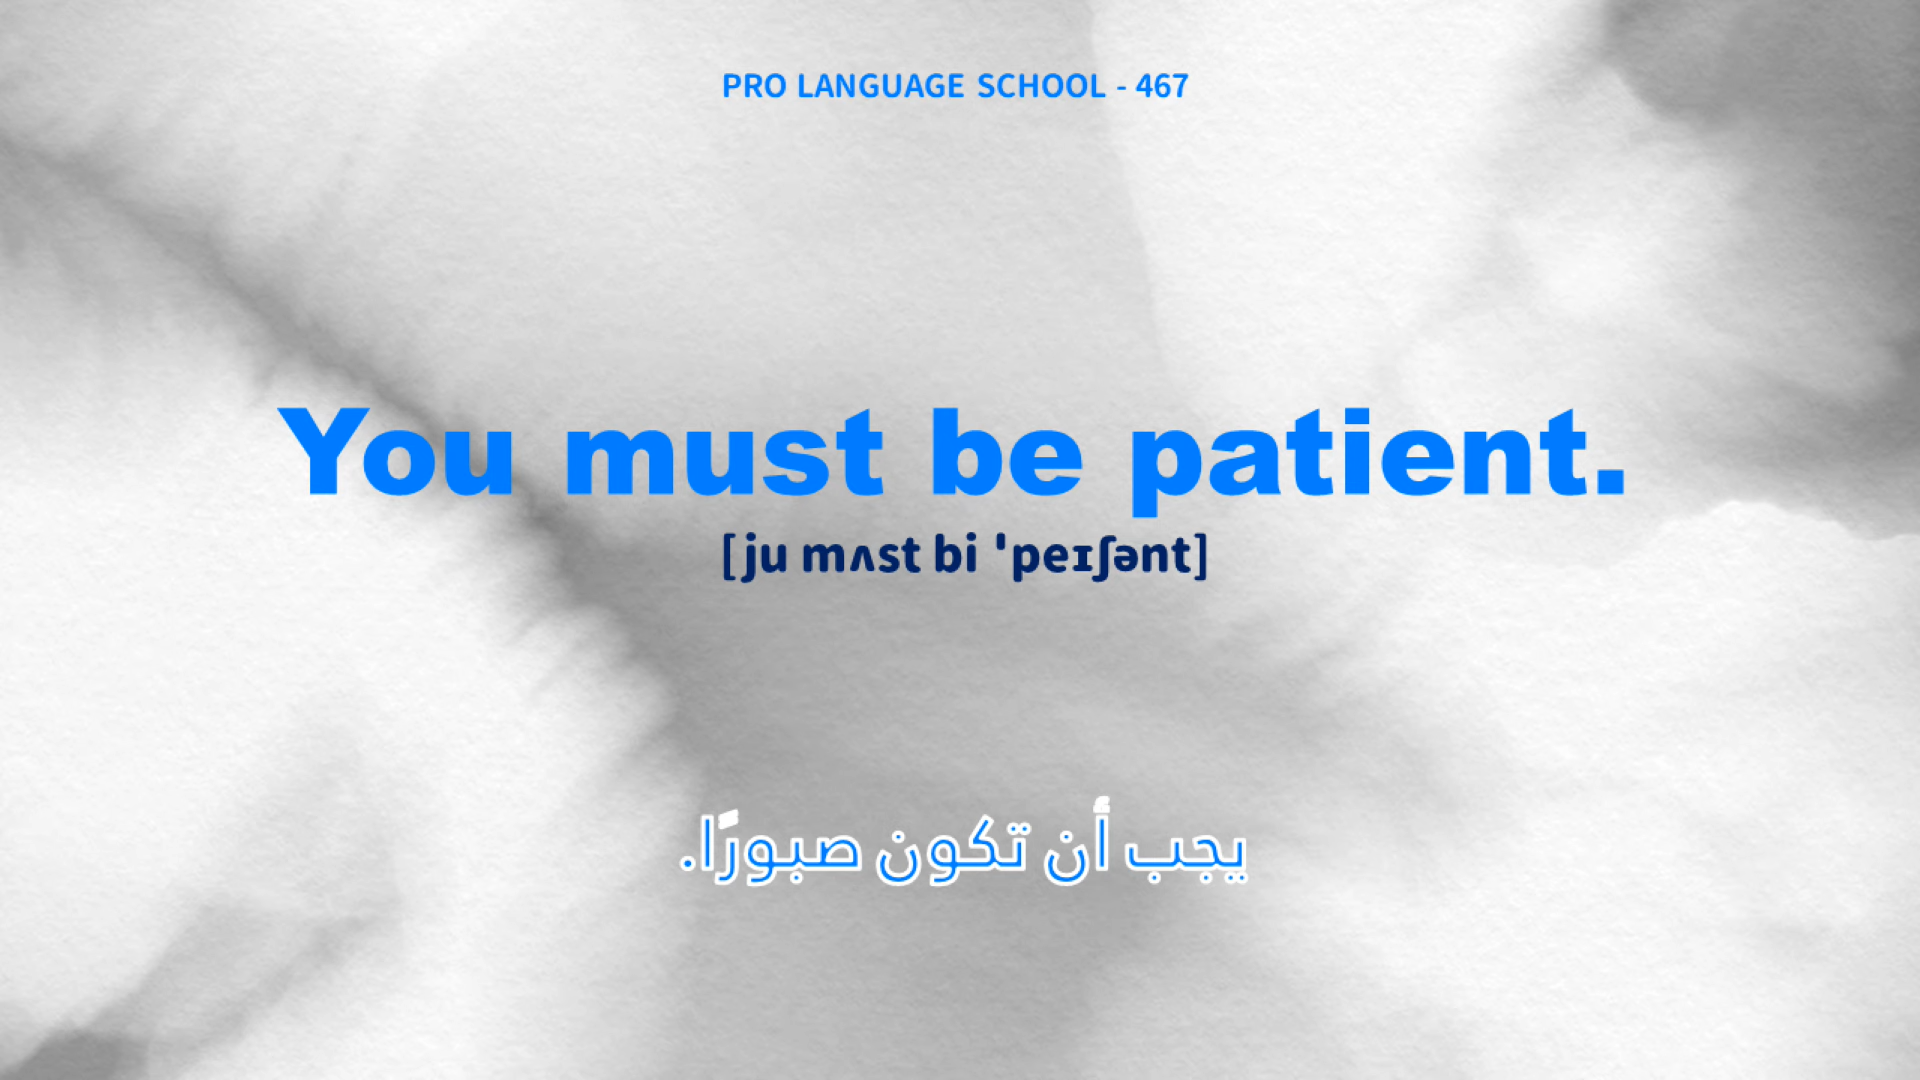 PRO LANGUAGE SCHOOL - 467
You must be patient.
[ju mʌst bi ˈpeɪʃənt]
يجب أن تكون صبورًا.